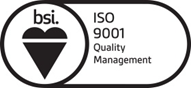 bsi.
ISO
9001
Quality
Management